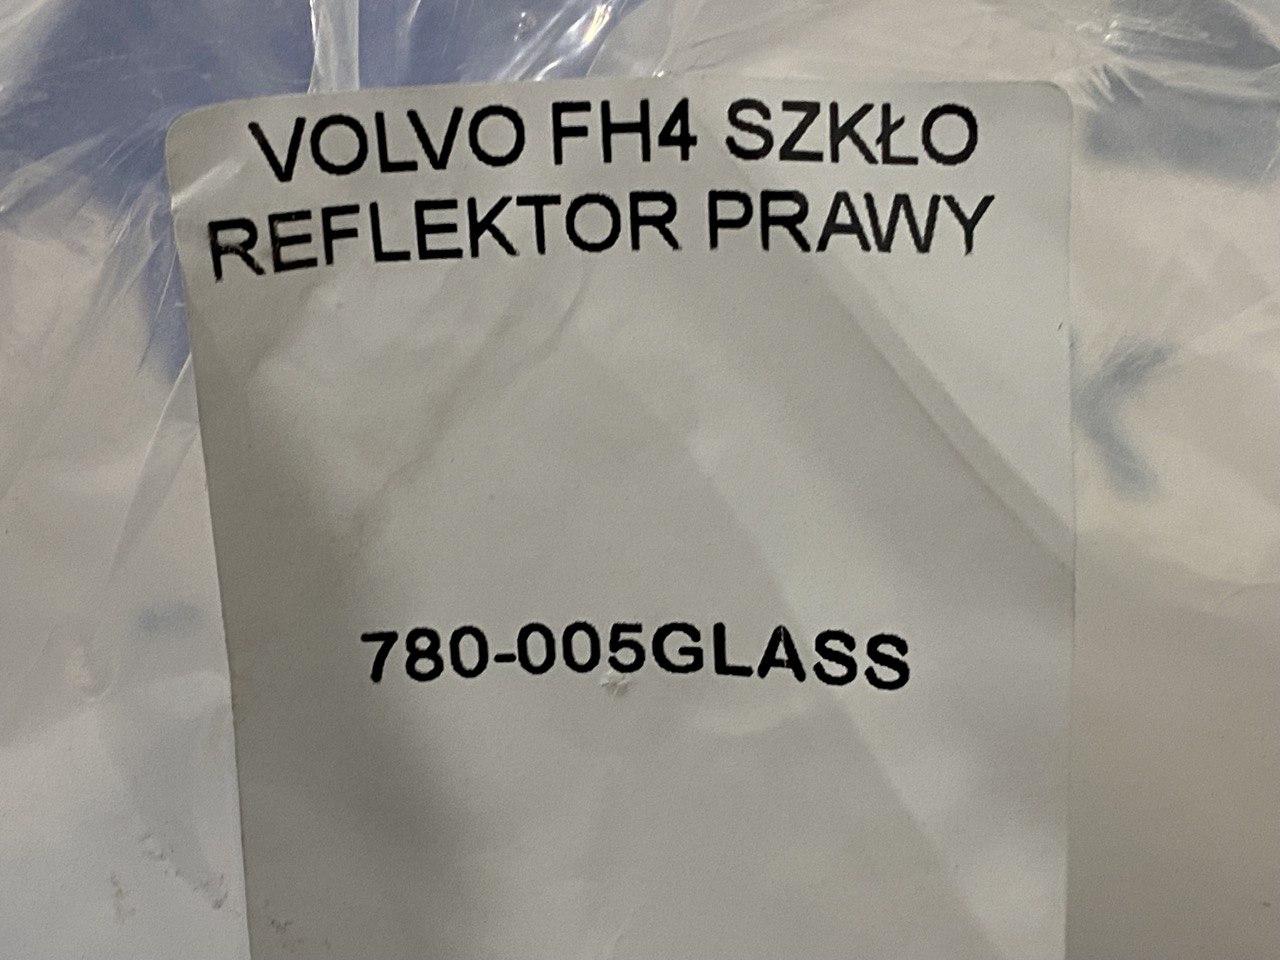 VOLVO FH4 SZKŁO
REFLEKTOR PRAWY
780-005GLASS